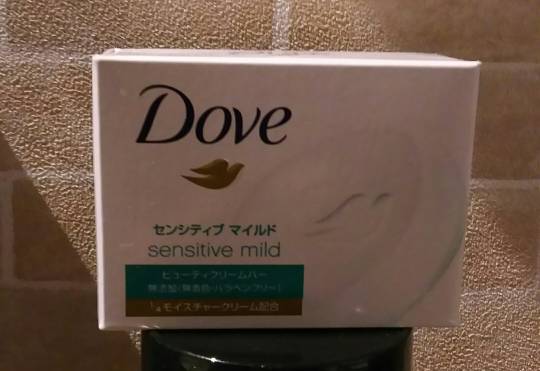 Dove
センシティブ マイルド
sensitive mild
ビューティクリームバー
無添加(無着色・パラベンフリー)
1/4モイスチャークリーム配合